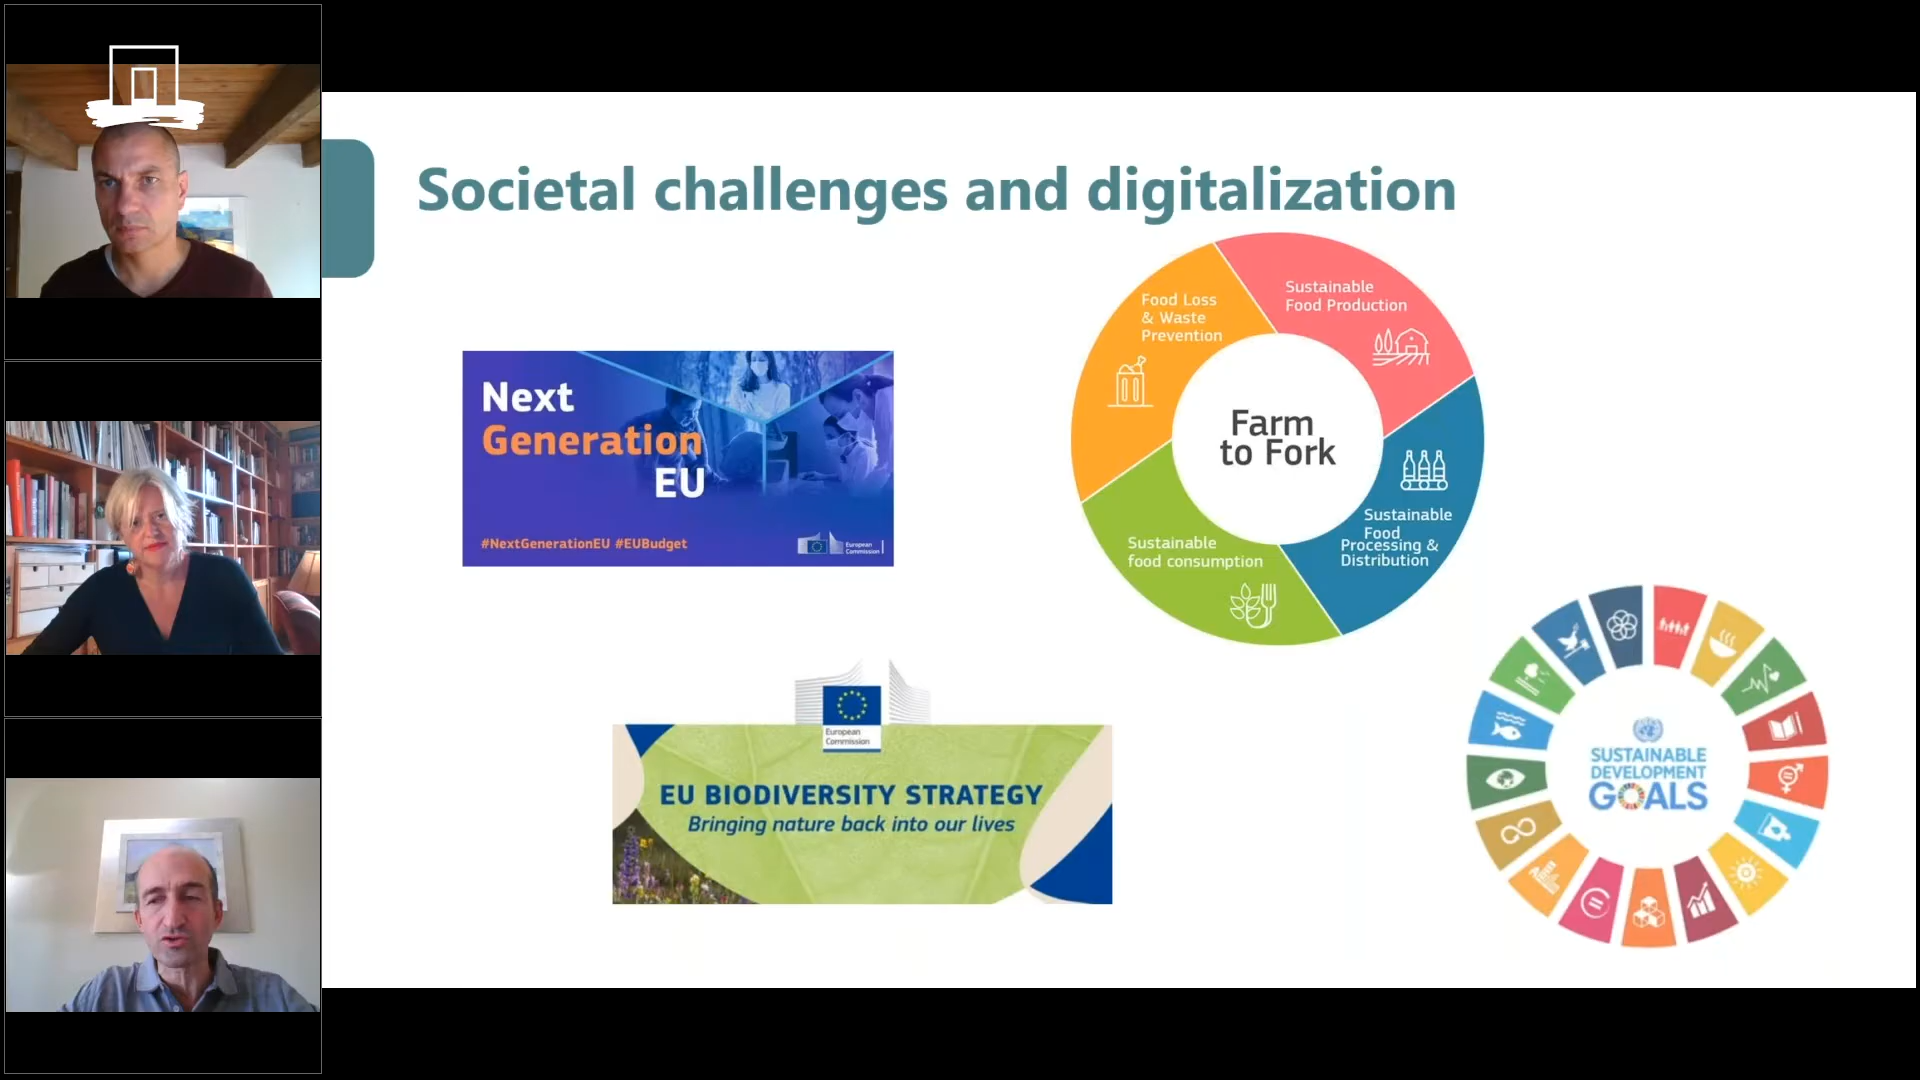 Societal challenges and digitalization
Next
Generation
EU
#NextGenerationEU #EUBudget
European
Commission
Food Loss
& Waste
Prevention
Sustainable
Food Production
Farm
to Fork
Sustainable
Food
Processing &
Distribution
Sustainable
food consumption
European
Commission
EU BIODIVERSITY STRATEGY
Bringing nature back into our lives
SUSTAINABLE
DEVELOPMENT
GOALS